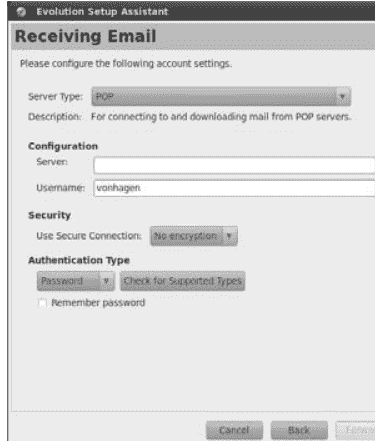 Evolution Setup Assistant
Receiving Email
Please configure the following account settings.
Server Type: POP
Description: For connecting to and downloading mail from POP servers.
Configuration
Server:
Username: vonhagen
Security
Use Secure Connection: No encryption
Authentication Type
Password Check for Supported Types
Remember password
Cancel Back Forwa